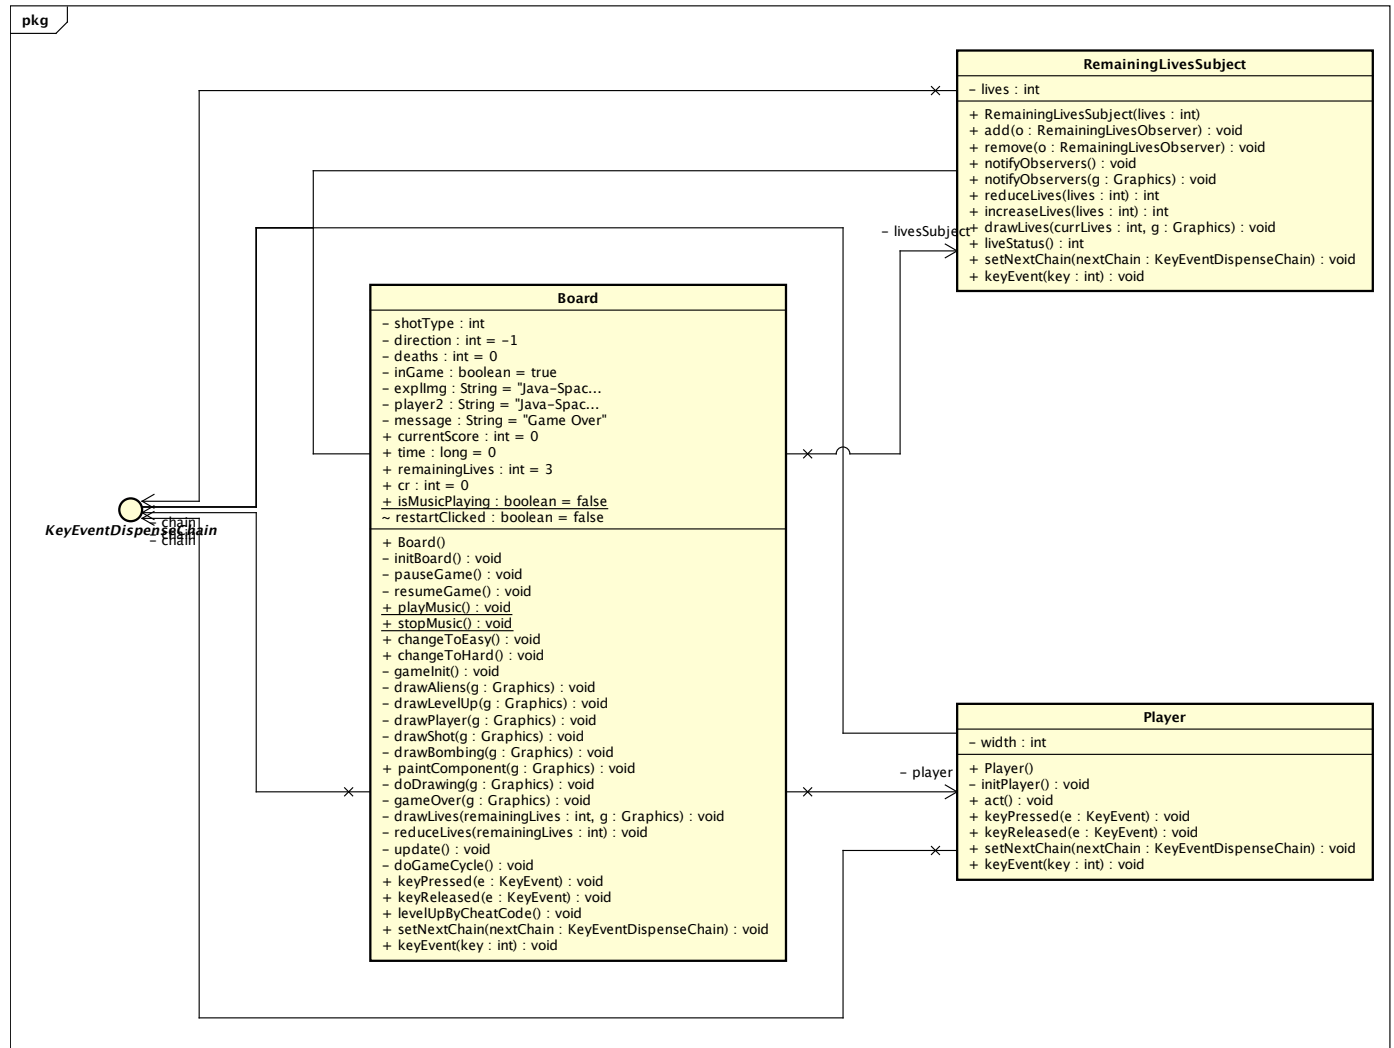 pkg
RemainingLivesSubject
- lives : int
+ RemainingLivesSubject(lives : int)
+ add(o : RemainingLivesObserver) : void
+ remove(o : RemainingLivesObserver) : void
+ notifyObservers() : void
+ notifyObservers(g : Graphics) : void
+ reduceLives(lives : int) : int
+ increaseLives(lives : int) : int
+ drawLives(currLives : int, g : Graphics) : void
+ liveStatus() : int
+ setNextChain(nextChain : KeyEventDispenseChain) : void
+ keyEvent(key : int) : void
- livesSubject
Board
- shotType : int
- direction : int = -1
- deaths : int = 0
- inGame : boolean = true
- explImg : String = "Java-Spac...
- player2 : String = "Java-Spac...
- message : String = "Game Over"
+ currentScore : int = 0
+ time : long = 0
+ remainingLives : int = 3
+ cr : int = 0
+ isMusicPlaying : boolean = false
~ restartClicked : boolean = false
+ Board()
- initBoard() : void
- pauseGame() : void
- resumeGame() : void
+ playMusic() : void
+ stopMusic() : void
+ changeToEasy() : void
+ changeToHard() : void
- gameInit() : void
- drawAliens(g : Graphics) : void
- drawLevelUp(g : Graphics) : void
- drawPlayer(g : Graphics) : void
- drawShot(g : Graphics) : void
- drawBombing(g : Graphics) : void
+ paintComponent(g : Graphics) : void
- doDrawing(g : Graphics) : void
- gameOver(g : Graphics) : void
- drawLives(remainingLives : int, g : Graphics) : void
- reduceLives(remainingLives : int) : void
- update() : void
- doGameCycle() : void
+ keyPressed(e : KeyEvent) : void
+ keyReleased(e : KeyEvent) : void
+ levelUpByCheatCode() : void
+ setNextChain(nextChain : KeyEventDispenseChain) : void
+ keyEvent(key : int) : void
KeyEventDispenseChain
- chain
- chain
- chain
- player
Player
- width : int
+ Player()
- initPlayer() : void
+ act() : void
+ keyPressed(e : KeyEvent) : void
+ keyReleased(e : KeyEvent) : void
+ setNextChain(nextChain : KeyEventDispenseChain) : void
+ keyEvent(key : int) : void